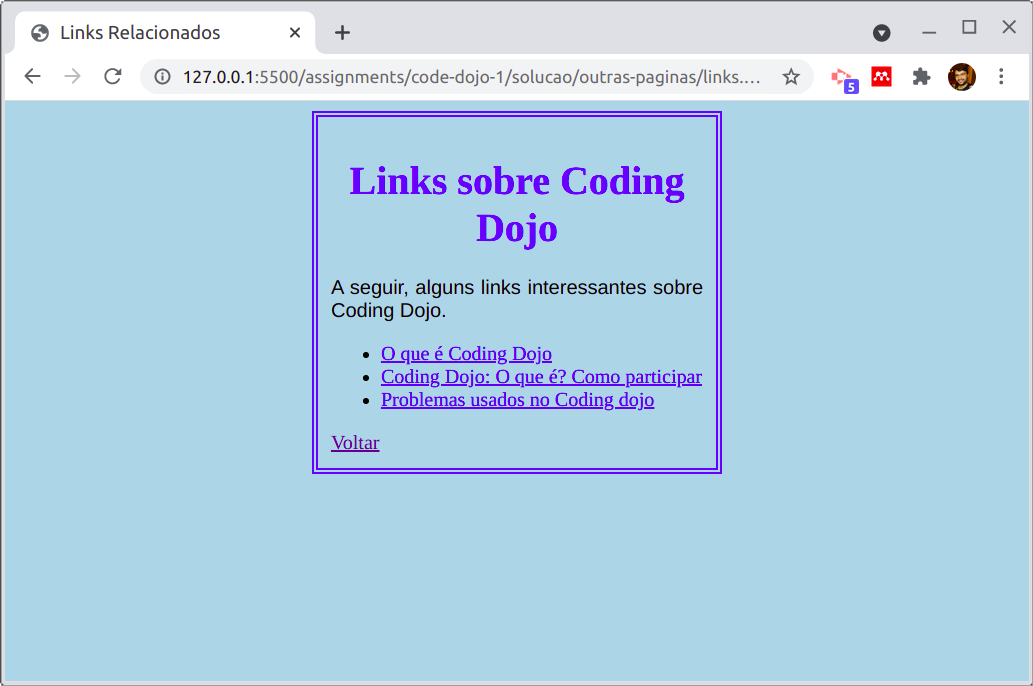 Links Relacionados
127.0.0.1:5500/assignments/code-dojo-1/solucao/outras-paginas/links.…
5
Links sobre Coding
Dojo
A seguir, alguns links interessantes sobre
Coding Dojo.
O que é Coding Dojo
Coding Dojo: O que é? Como participar
Problemas usados no Coding dojo
Voltar